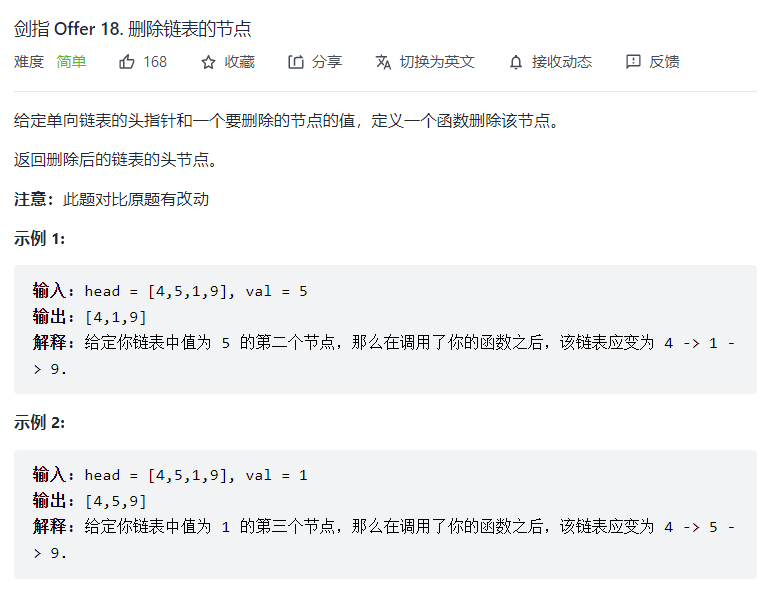 剑指 Offer 18. 删除链表的节点
难度 简单 168 收藏 分享 切换为英文 接收动态 反馈
给定单向链表的头指针和一个要删除的节点的值，定义一个函数删除该节点。
返回删除后的链表的头节点。
注意：此题对比原题有改动
示例 1:
输入：head = [4,5,1,9], val = 5
输出：[4,1,9]
解释：给定你链表中值为 5 的第二个节点，那么在调用了你的函数之后，该链表应变为 4 -> 1 -
> 9.
示例 2:
输入：head = [4,5,1,9], val = 1
输出：[4,5,9]
解释：给定你链表中值为 1 的第三个节点，那么在调用了你的函数之后，该链表应变为 4 -> 5 -
> 9.